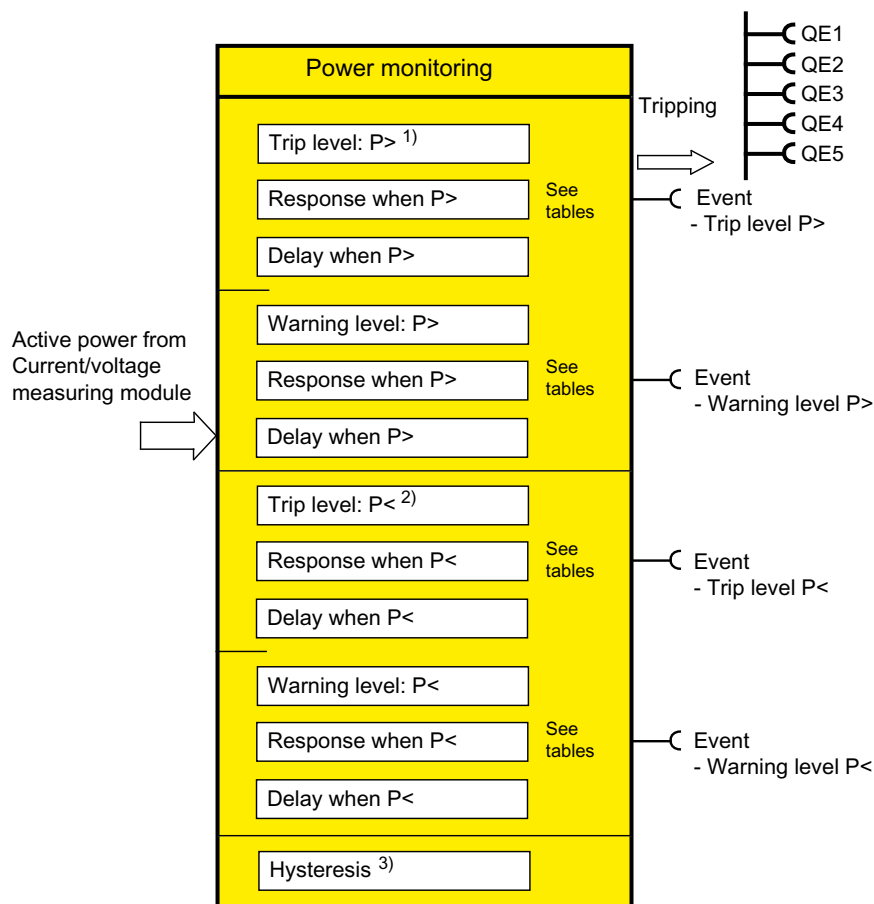 Power monitoring
Trip level: P> 1)
Response when P>
See
tables
Delay when P>
Warning level: P>
Response when P>
See
tables
Delay when P>
Trip level: P< 2)
Response when P<
See
tables
Delay when P<
Warning level: P<
Response when P<
See
tables
Delay when P<
Hysteresis 3)
Active power from
Current/voltage
measuring module
Tripping
QE1
QE2
QE3
QE4
QE5
Event
- Trip level P>
Event
- Warning level P>
Event
- Trip level P<
Event
- Warning level P<